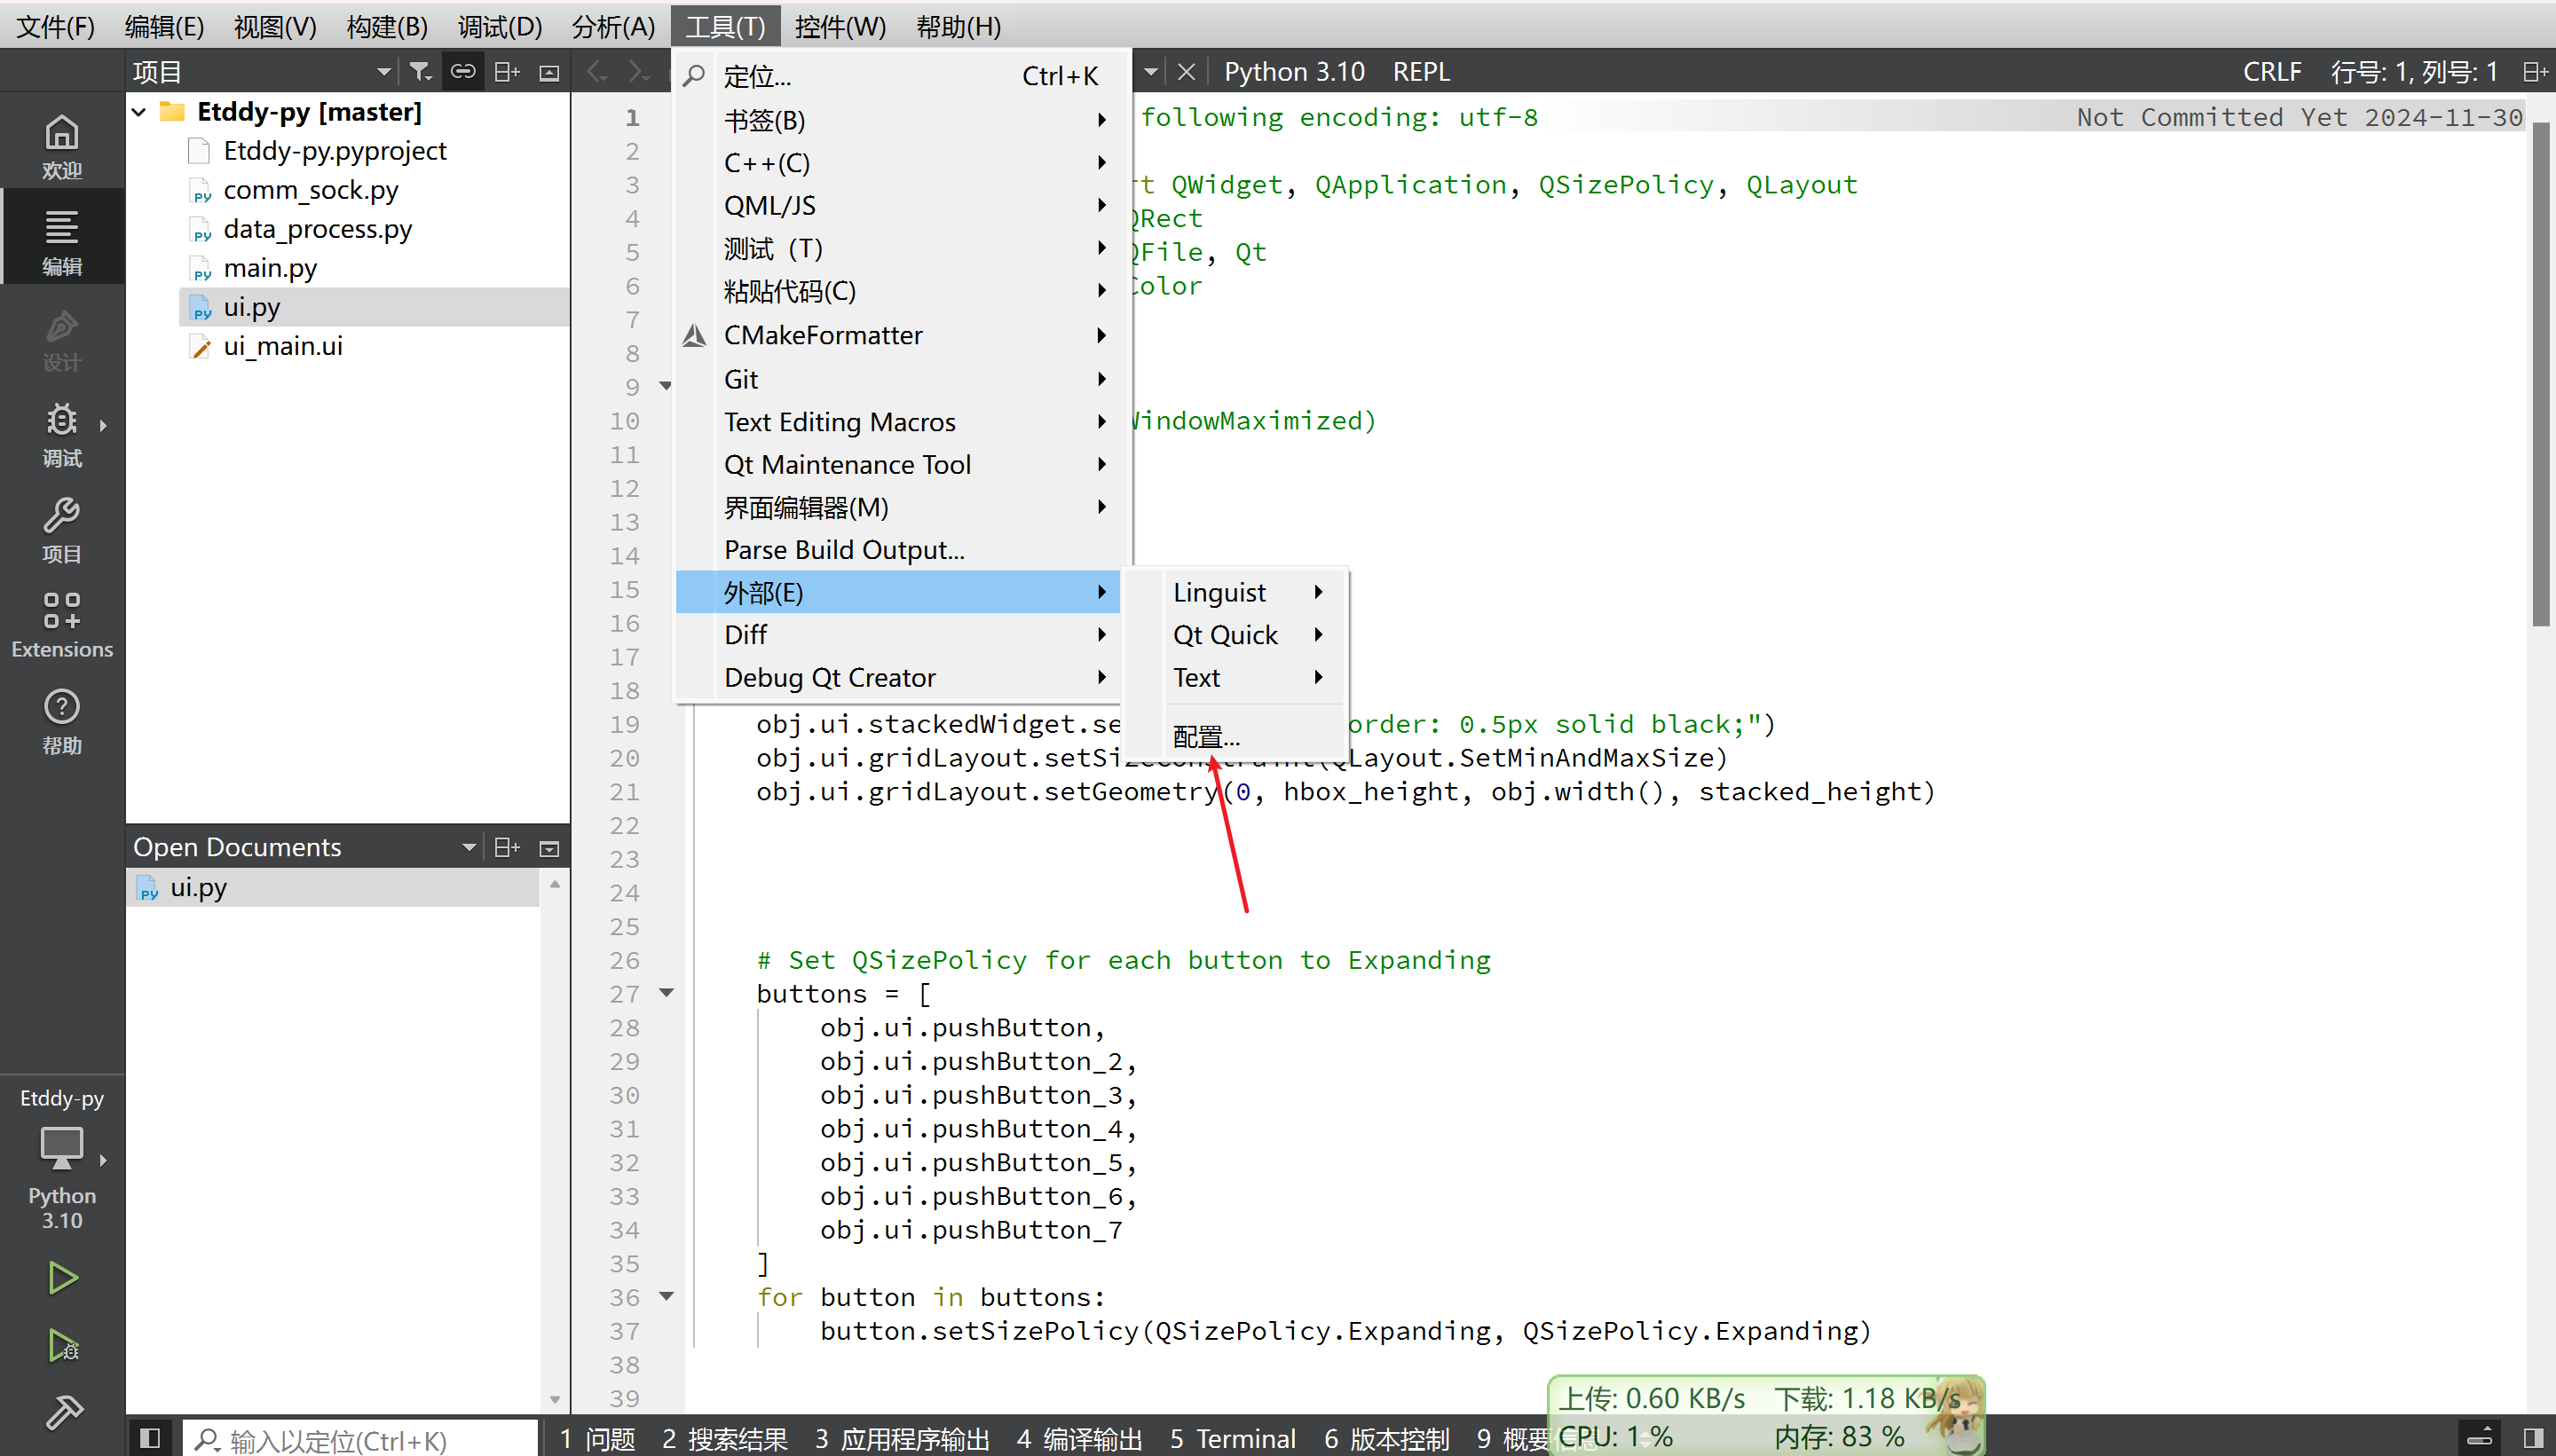 文件(F) 编辑(E) 视图(V) 构建(B) 调试(D) 分析(A) 工具(T) 控件(W) 帮助(H)
项目
Python 3.10 REPL
CRLF 行号: 1, 列号: 1
欢迎
编辑
设计
调试
项目
Extensions
帮助
Etddy-py [master]
Etddy-py.pyproject
comm_sock.py
data_process.py
main.py
ui.py
ui_main.ui
Open Documents
ui.py
定位... Ctrl+K
书签(B)
C++(C)
QML/JS
测试（T）
粘贴代码(C)
CMakeFormatter
Git
Text Editing Macros
Qt Maintenance Tool
界面编辑器(M)
Parse Build Output...
外部(E)
Diff
Debug Qt Creator
Linguist
Qt Quick
Text
配置...
1 following encoding: utf-8 Not Committed Yet 2024-11-30
2
3 rt QWidget, QApplication, QSizePolicy, QLayout
4 QRect
5 QFile, Qt
6 Color
7
8
9
10 WindowMaximized)
11
12
13
14
15
16
17
18
19 obj.ui.stackedWidget.se order: 0.5px solid black;")
20 obj.ui.gridLayout.setSizeConstraint(QLayout.SetMinAndMaxSize)
21 obj.ui.gridLayout.setGeometry(0, hbox_height, obj.width(), stacked_height)
22
23
24
25
26 # Set QSizePolicy for each button to Expanding
27 buttons = [
28 obj.ui.pushButton,
29 obj.ui.pushButton_2,
30 obj.ui.pushButton_3,
31 obj.ui.pushButton_4,
32 obj.ui.pushButton_5,
33 obj.ui.pushButton_6,
34 obj.ui.pushButton_7
35 ]
36 for button in buttons:
37 button.setSizePolicy(QSizePolicy.Expanding, QSizePolicy.Expanding)
38
39
Etddy-py
Python
3.10
上传: 0.60 KB/s 下载: 1.18 KB/s
CPU: 1 % 内存: 83 %
输入以定位(Ctrl+K)
1 问题 2 搜索结果 3 应用程序输出 4 编译输出 5 Terminal 6 版本控制 9 概要